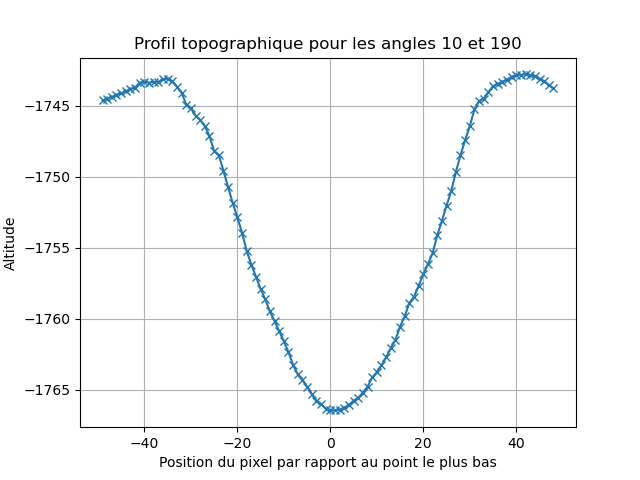 Profil topographique pour les angles 10 et 190
−1745
−1750
−1755
−1760
−1765
Altitude
−40 −20 0 20 40
Position du pixel par rapport au point le plus bas